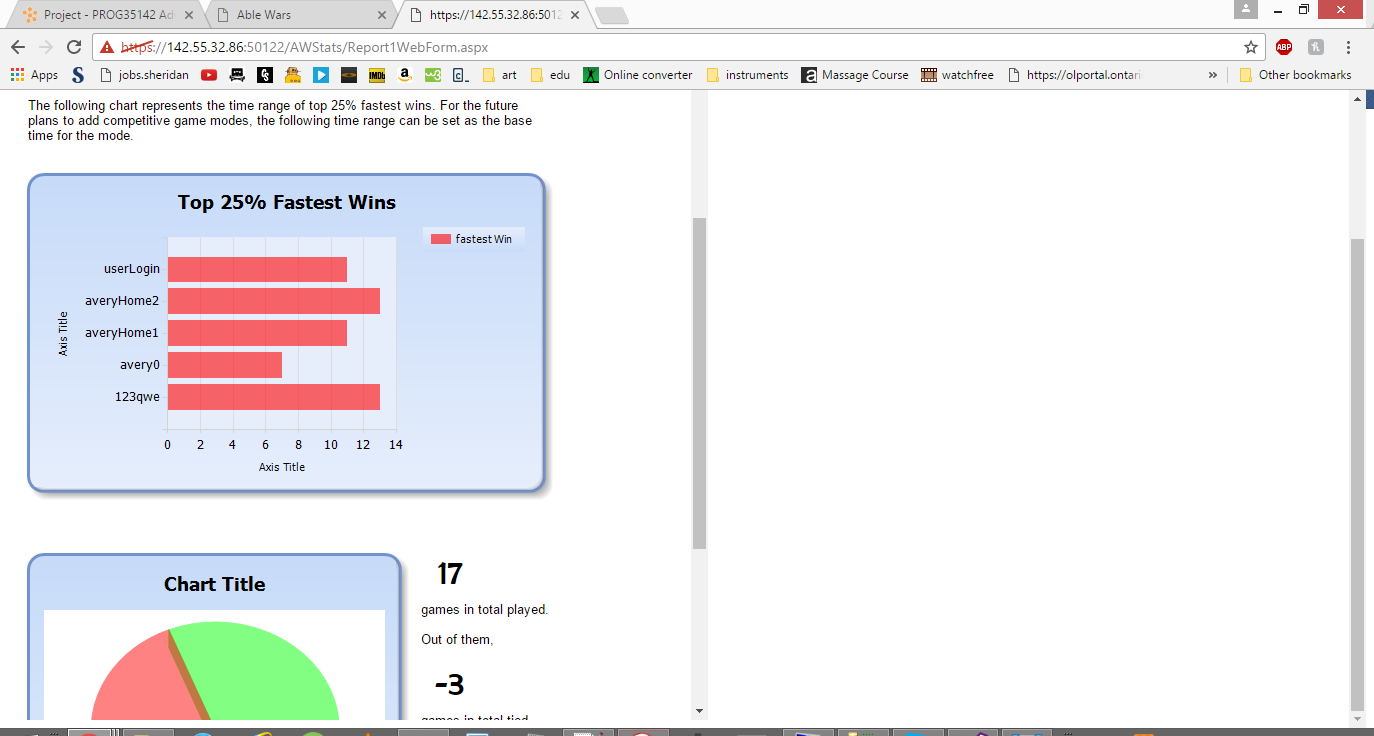 Project - PROG35142 Ad
Able Wars
https://142.55.32.86:5012
https://142.55.32.86:50122/AWStats/Report1WebForm.aspx
ABP
Apps
jobs.sheridan
IMDb
art
edu
Online converter
instruments
Massage Course
watchfree
https://olportal.ontari
»
Other bookmarks
The following chart represents the time range of top 25% fastest wins. For the future
plans to add competitive game modes, the following time range can be set as the base
time for the mode.
Top 25% Fastest Wins
fastest Win
userLogin
averyHome2
averyHome1
avery0
123qwe
Axis Title
0 2 4 6 8 10 12 14
Axis Title
Chart Title
17
games in total played.
Out of them,
-3
games in total tied